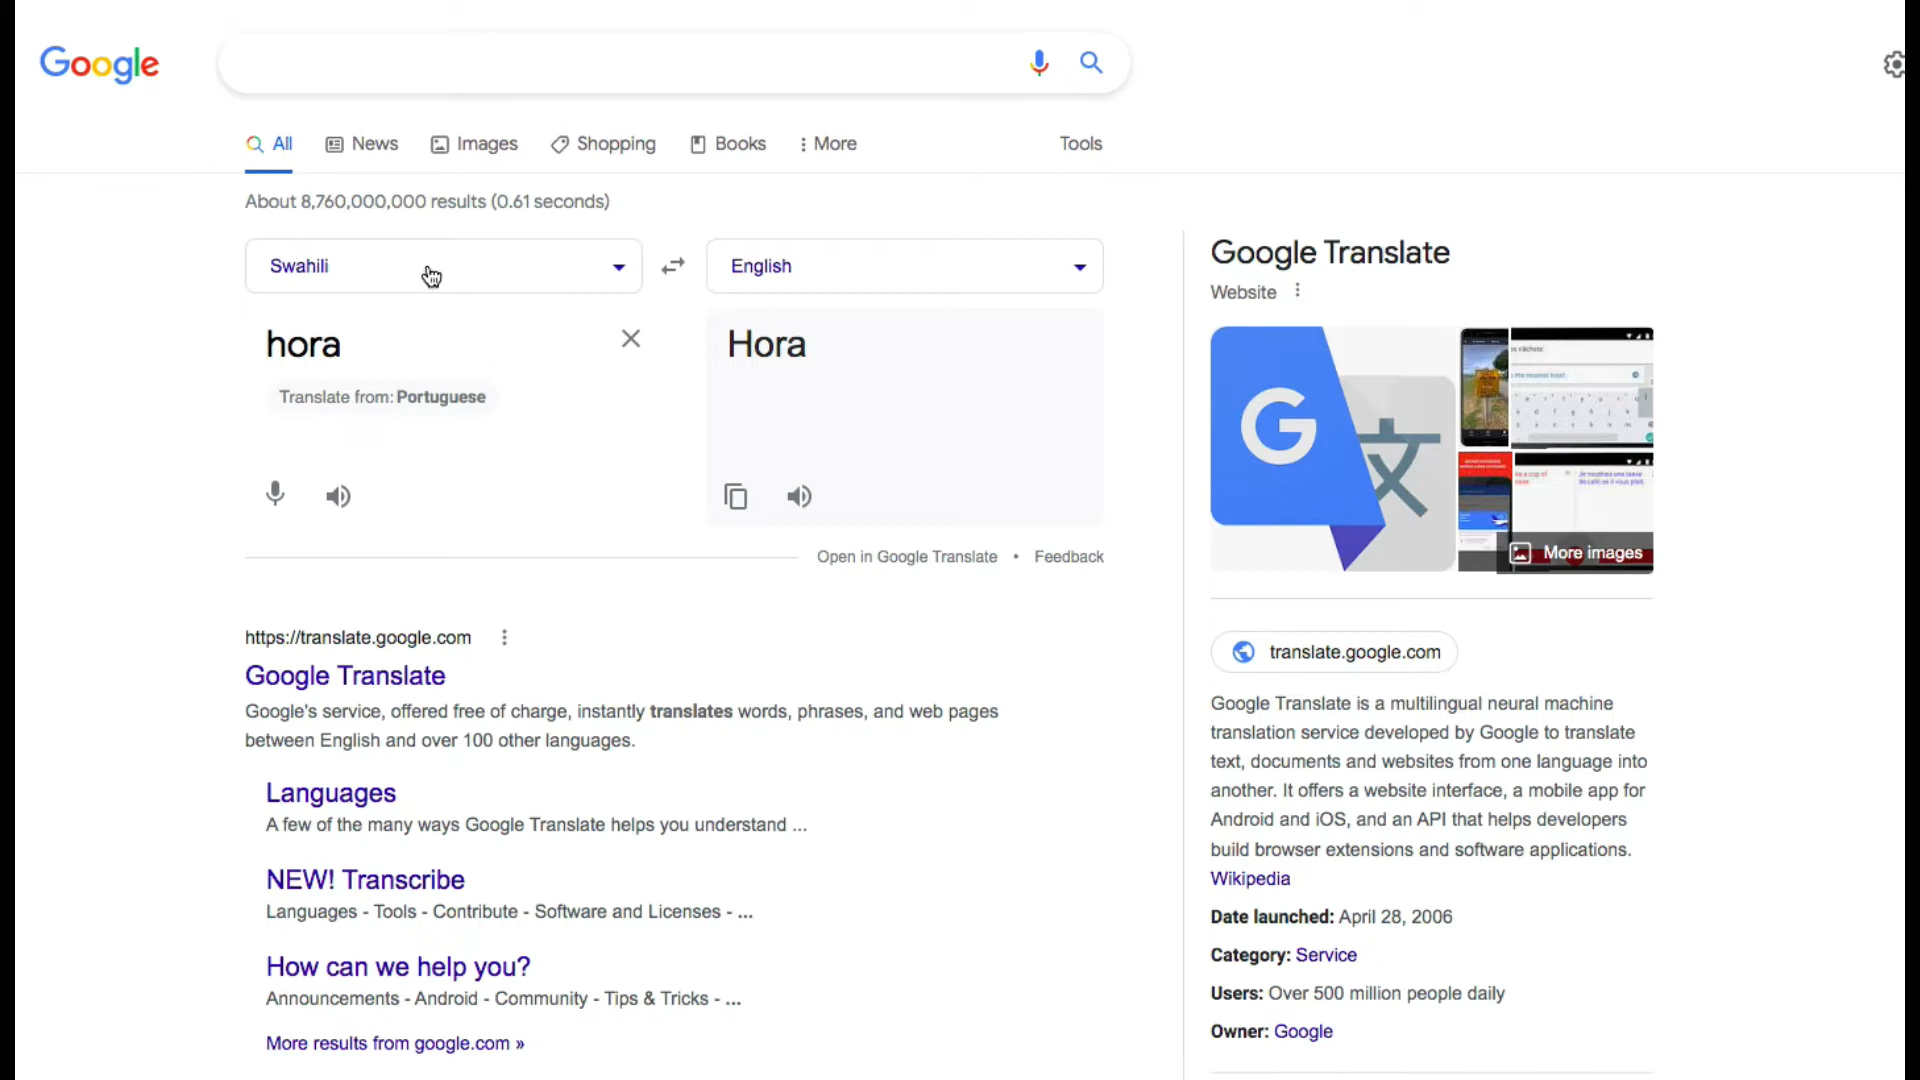 Google
All
News
Images
Shopping
Books
More
Tools
About 8,760,000,000 results (0.61 seconds)
Swahili
English
hora
Hora
Translate from: Portuguese
Open in Google Translate • Feedback
https://translate.google.com
Google Translate
Google's service, offered free of charge, instantly translates words, phrases, and web pages
between English and over 100 other languages.
Languages
A few of the many ways Google Translate helps you understand ...
NEW! Transcribe
Languages - Tools - Contribute - Software and Licenses - ...
How can we help you?
Announcements - Android - Community - Tips & Tricks - ...
More results from google.com »
Google Translate
Website
G
文
More images
translate.google.com
Google Translate is a multilingual neural machine
translation service developed by Google to translate
text, documents and websites from one language into
another. It offers a website interface, a mobile app for
Android and iOS, and an API that helps developers
build browser extensions and software applications.
Wikipedia
Date launched: April 28, 2006
Category: Service
Users: Over 500 million people daily
Owner: Google